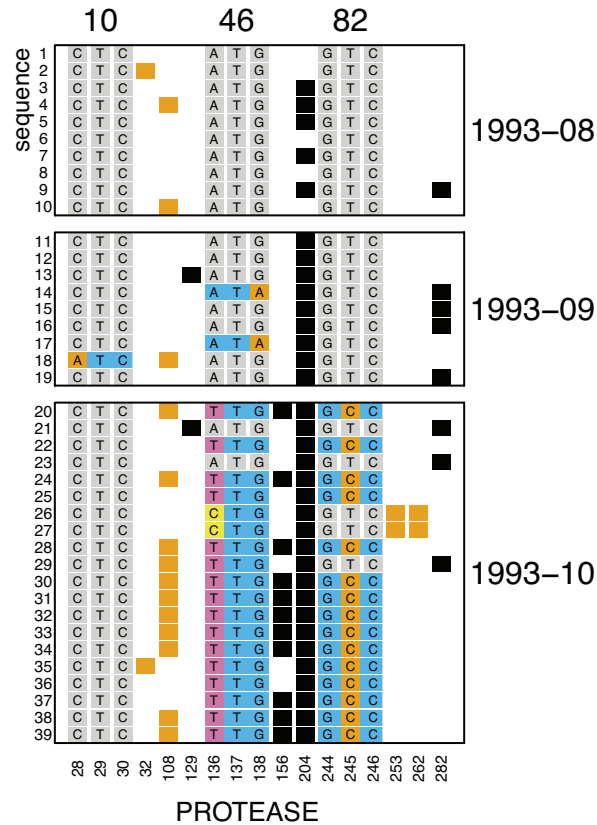 10 46 82
sequence
1 C T C A T G G T C
2 C T C A T G G T C
3 C T C A T G G T C
4 C T C A T G G T C
5 C T C A T G G T C
6 C T C A T G G T C
7 C T C A T G G T C
8 C T C A T G G T C
9 C T C A T G G T C
10 C T C A T G G T C
1993-08
11 C T C A T G G T C
12 C T C A T G G T C
13 C T C A T G G T C
14 C T C A T A G T C
15 C T C A T G G T C
16 C T C A T G G T C
17 C T C A T A G T C
18 A T C A T G G T C
19 C T C A T G G T C
1993-09
20 C T C T T G G C C
21 C T C A T G G T C
22 C T C T T G G C C
23 C T C A T G G T C
24 C T C T T G G C C
25 C T C T T G G C C
26 C T C C T G G T C
27 C T C C T G G T C
28 C T C T T G G C C
29 C T C T T G G T C
30 C T C T T G G C C
31 C T C T T G G C C
32 C T C T T G G C C
33 C T C T T G G C C
34 C T C T T G G C C
35 C T C T T G G C C
36 C T C T T G G C C
37 C T C T T G G C C
38 C T C T T G G C C
39 C T C T T G G C C
1993-10
28 29 30 32 108 129 136 137 138 156 204 244 245 246 253 262 282
PROTEASE